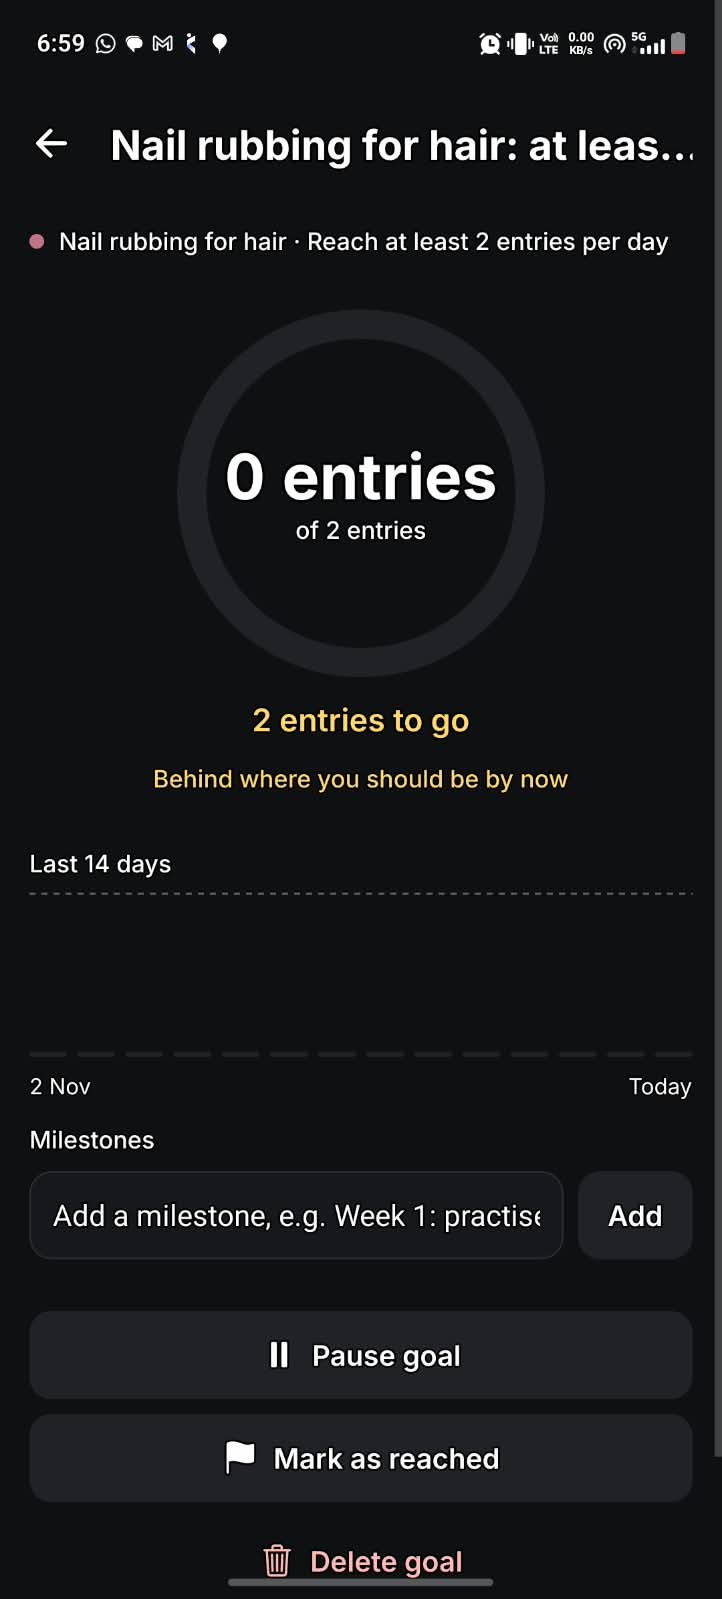 6:59
Vo) LTE 0.00 KB/s 5G
Nail rubbing for hair: at leas...
Nail rubbing for hair · Reach at least 2 entries per day
0 entries
of 2 entries
2 entries to go
Behind where you should be by now
Last 14 days
2 Nov Today
Milestones
Add a milestone, e.g. Week 1: practise Add
Pause goal
Mark as reached
Delete goal